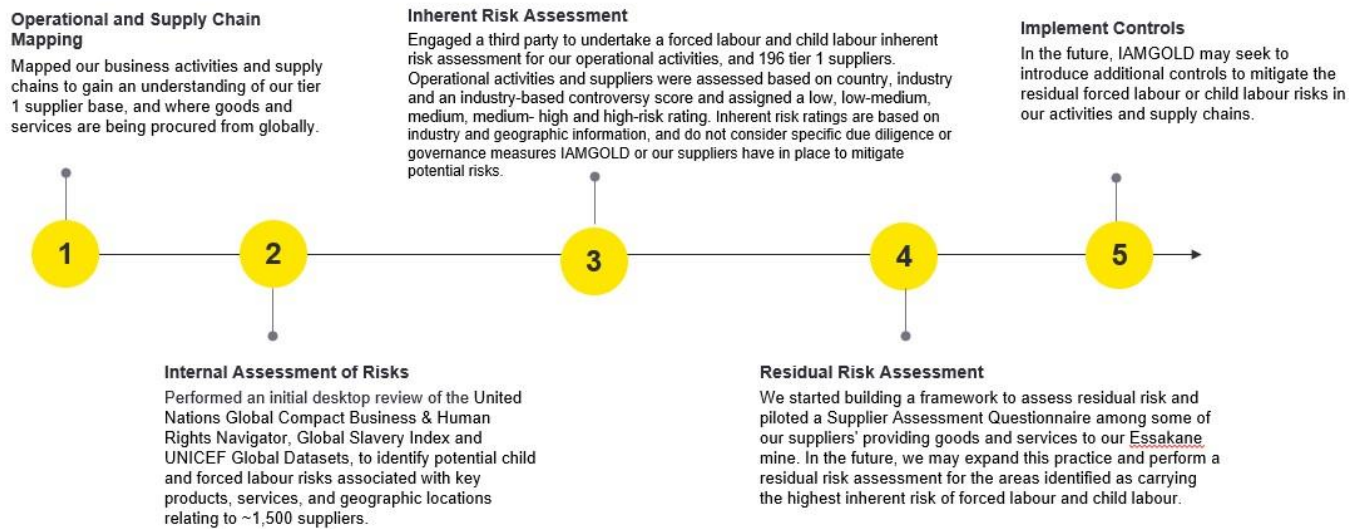 Operational and Supply Chain
Mapping
Mapped our business activities and supply
chains to gain an understanding of our tier
1 supplier base, and where goods and
services are being procured from globally.
Inherent Risk Assessment
Engaged a third party to undertake a forced labour and child labour inherent
risk assessment for our operational activities, and 196 tier 1 suppliers.
Operational activities and suppliers were assessed based on country, industry
and an industry-based controversy score and assigned a low, low-medium,
medium, medium- high and high-risk rating. Inherent risk ratings are based on
industry and geographic information, and do not consider specific due diligence or
governance measures IAMGOLD or our suppliers have in place to mitigate
potential risks.
Implement Controls
In the future, IAMGOLD may seek to
introduce additional controls to mitigate the
residual forced labour or child labour risks in
our activities and supply chains.
1
2
3
4
5
Internal Assessment of Risks
Performed an initial desktop review of the United
Nations Global Compact Business & Human
Rights Navigator, Global Slavery Index and
UNICEF Global Datasets, to identify potential child
and forced labour risks associated with key
products, services, and geographic locations
relating to ~1,500 suppliers.
Residual Risk Assessment
We started building a framework to assess residual risk and
piloted a Supplier Assessment Questionnaire among some of
our suppliers' providing goods and services to our Essakane
mine. In the future, we may expand this practice and perform a
residual risk assessment for the areas identified as carrying
the highest inherent risk of forced labour and child labour.